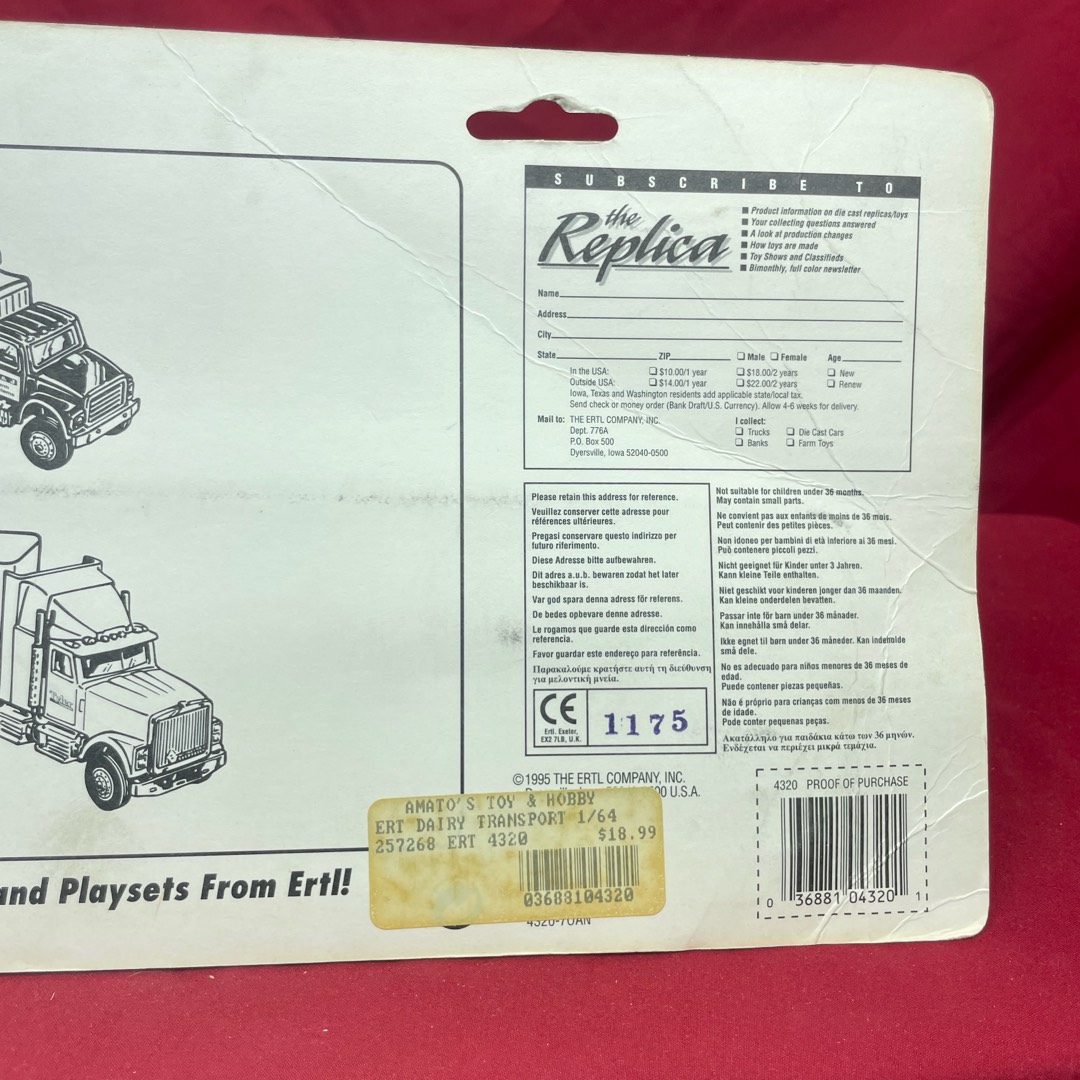 SUBSCRIBE TO
the
Replica
■ Product information on die cast replicas/toys
■ Your collecting questions answered
■ A look at production changes
■ How toys are made
■ Toy Shows and Classifieds
■ Bimonthly, full color newsletter
Name
Address
City
State ZIP ❑ Male ❑ Female Age
In the USA: ❑ $10.00/1 year ❑ $18.00/2 years ❑ New
Outside USA: ❑ $14.00/1 year ❑ $22.00/2 years ❑ Renew
Iowa, Texas and Washington residents add applicable state/local tax.
Send check or money order (Bank Draft/U.S. Currency). Allow 4-6 weeks for delivery.
Mail to: THE ERTL COMPANY, INC.
Dept. 776A
P.O. Box 500
Dyersville, Iowa 52040-0500
I collect:
❑ Trucks ❑ Die Cast Cars
❑ Banks ❑ Farm Toys
Please retain this address for reference.
Veuillez conserver cette adresse pour
références ultérieures.
Pregasi conservare questo indirizzo per
futuro riferimento.
Diese Adresse bitte aufbewahren.
Dit adres a.u.b. bewaren zodat het later
beschikbaar is.
Var god spara denna adress för referens.
De bedes opbevare denne adresse.
Le rogamos que guarde esta dirección como
referencia.
Favor guardar este endereço para referência.
Παρακαλούμε κρατήστε αυτή τη διεύθυνση
για μελοντική μνεία.
CE
Ertl. Exeter,
EX2 7LB, U.K.
1175
Not suitable for children under 36 months.
May contain small parts.
Ne convient pas aux enfants de moins de 36 mois.
Peut contenir des petites pièces.
Non idoneo per bambini di età inferiore ai 36 mesi.
Può contenere piccoli pezzi.
Nicht geeignet für Kinder unter 3 Jahren.
Kann kleine Teile enthalten.
Niet geschikt voor kinderen jonger dan 36 maanden.
Kan kleine onderdelen bevatten.
Passar inte för barn under 36 månader.
Kan innehålla små delar.
Ikke egnet til børn under 36 måneder. Kan indeholde
små dele.
No es adecuado para niños menores de 36 meses de
edad.
Puede contener piezas pequeñas.
Não é próprio para crianças com menos de 36 meses
de idade.
Pode conter pequenas peças.
Ακατάλληλο για παιδάκια κάτω των 36 μηνών.
Ενδέχεται να περιέχει μικρά τεμάχια.
©1995 THE ERTL COMPANY, INC.
00 U.S.A.
AMATO'S TOY & HOBBY
ERT DAIRY TRANSPORT 1/64
257268 ERT 4320 $18.99
03688104320
4320-7UAN
4320 PROOF OF PURCHASE
0 36881 04320 1
and Playsets From Ertl!